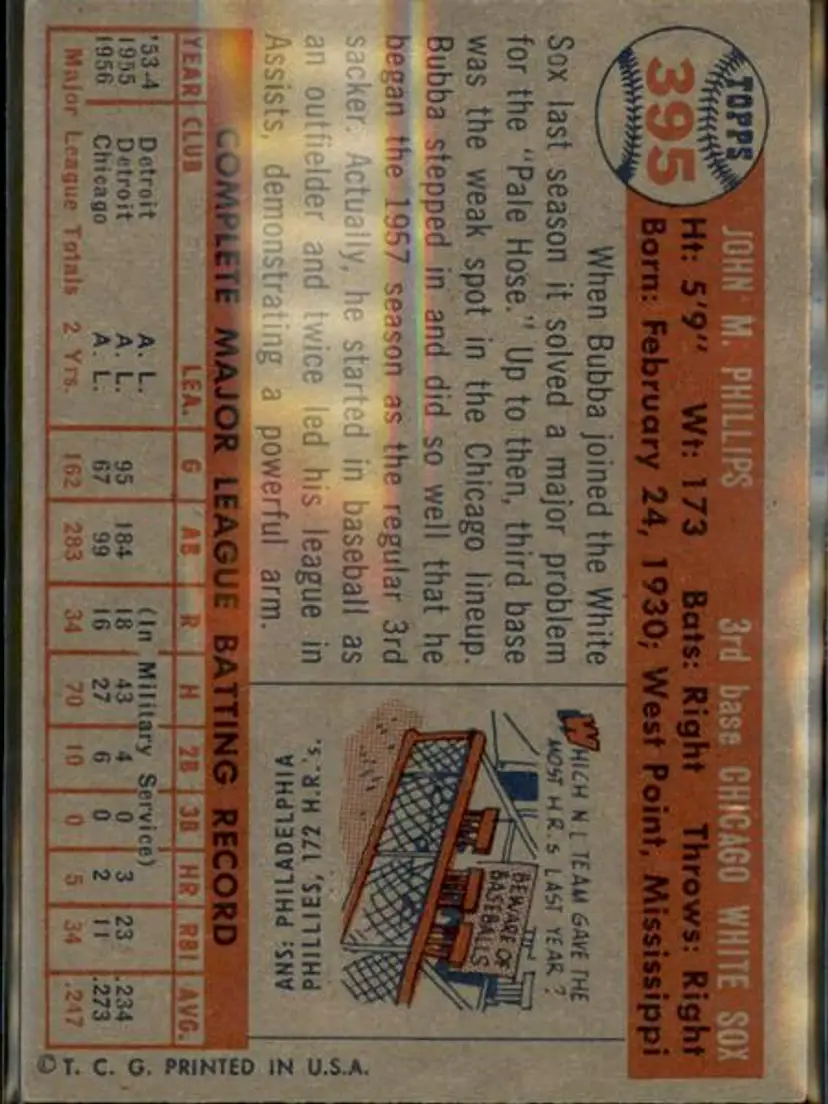 TOPPS
395
JOHN M. PHILLIPS 3rd base CHICAGO WHITE SOX
Ht: 5'9" Wt: 173 Bats: Right Throws: Right
Born: February 24, 1930; West Point, Mississippi
When Bubba joined the White
Sox last season it solved a major problem
for the "Pale Hose." Up to then, third base
was the weak spot in the Chicago lineup.
Bubba stepped in and did so well that he
began the 1957 season as the regular 3rd
sacker. Actually, he started in baseball as
an outfielder and twice led his league in
Assists, demonstrating a powerful arm.
WHICH N L TEAM GAVE THE
MOST H R.S LAST YEAR ?
BEWARE OF
BASEBALLS
ANS: PHILADELPHIA
PHILLIES, 172 H.R.'s.
COMPLETE MAJOR LEAGUE BATTING RECORD
YEAR CLUB LEA. G AB R H 2B 3B HR RBI AVG.
'53-4 Detroit A. L. (In Military Service)
1955 Detroit A. L. 95 184 18 43 4 0 3 23 .234
1956 Chicago A. L. 67 99 16 27 6 0 2 11 .273
Major League Totals 2 Yrs. 162 283 34 70 10 0 5 34 .247
© T. C. G. PRINTED IN U.S.A.